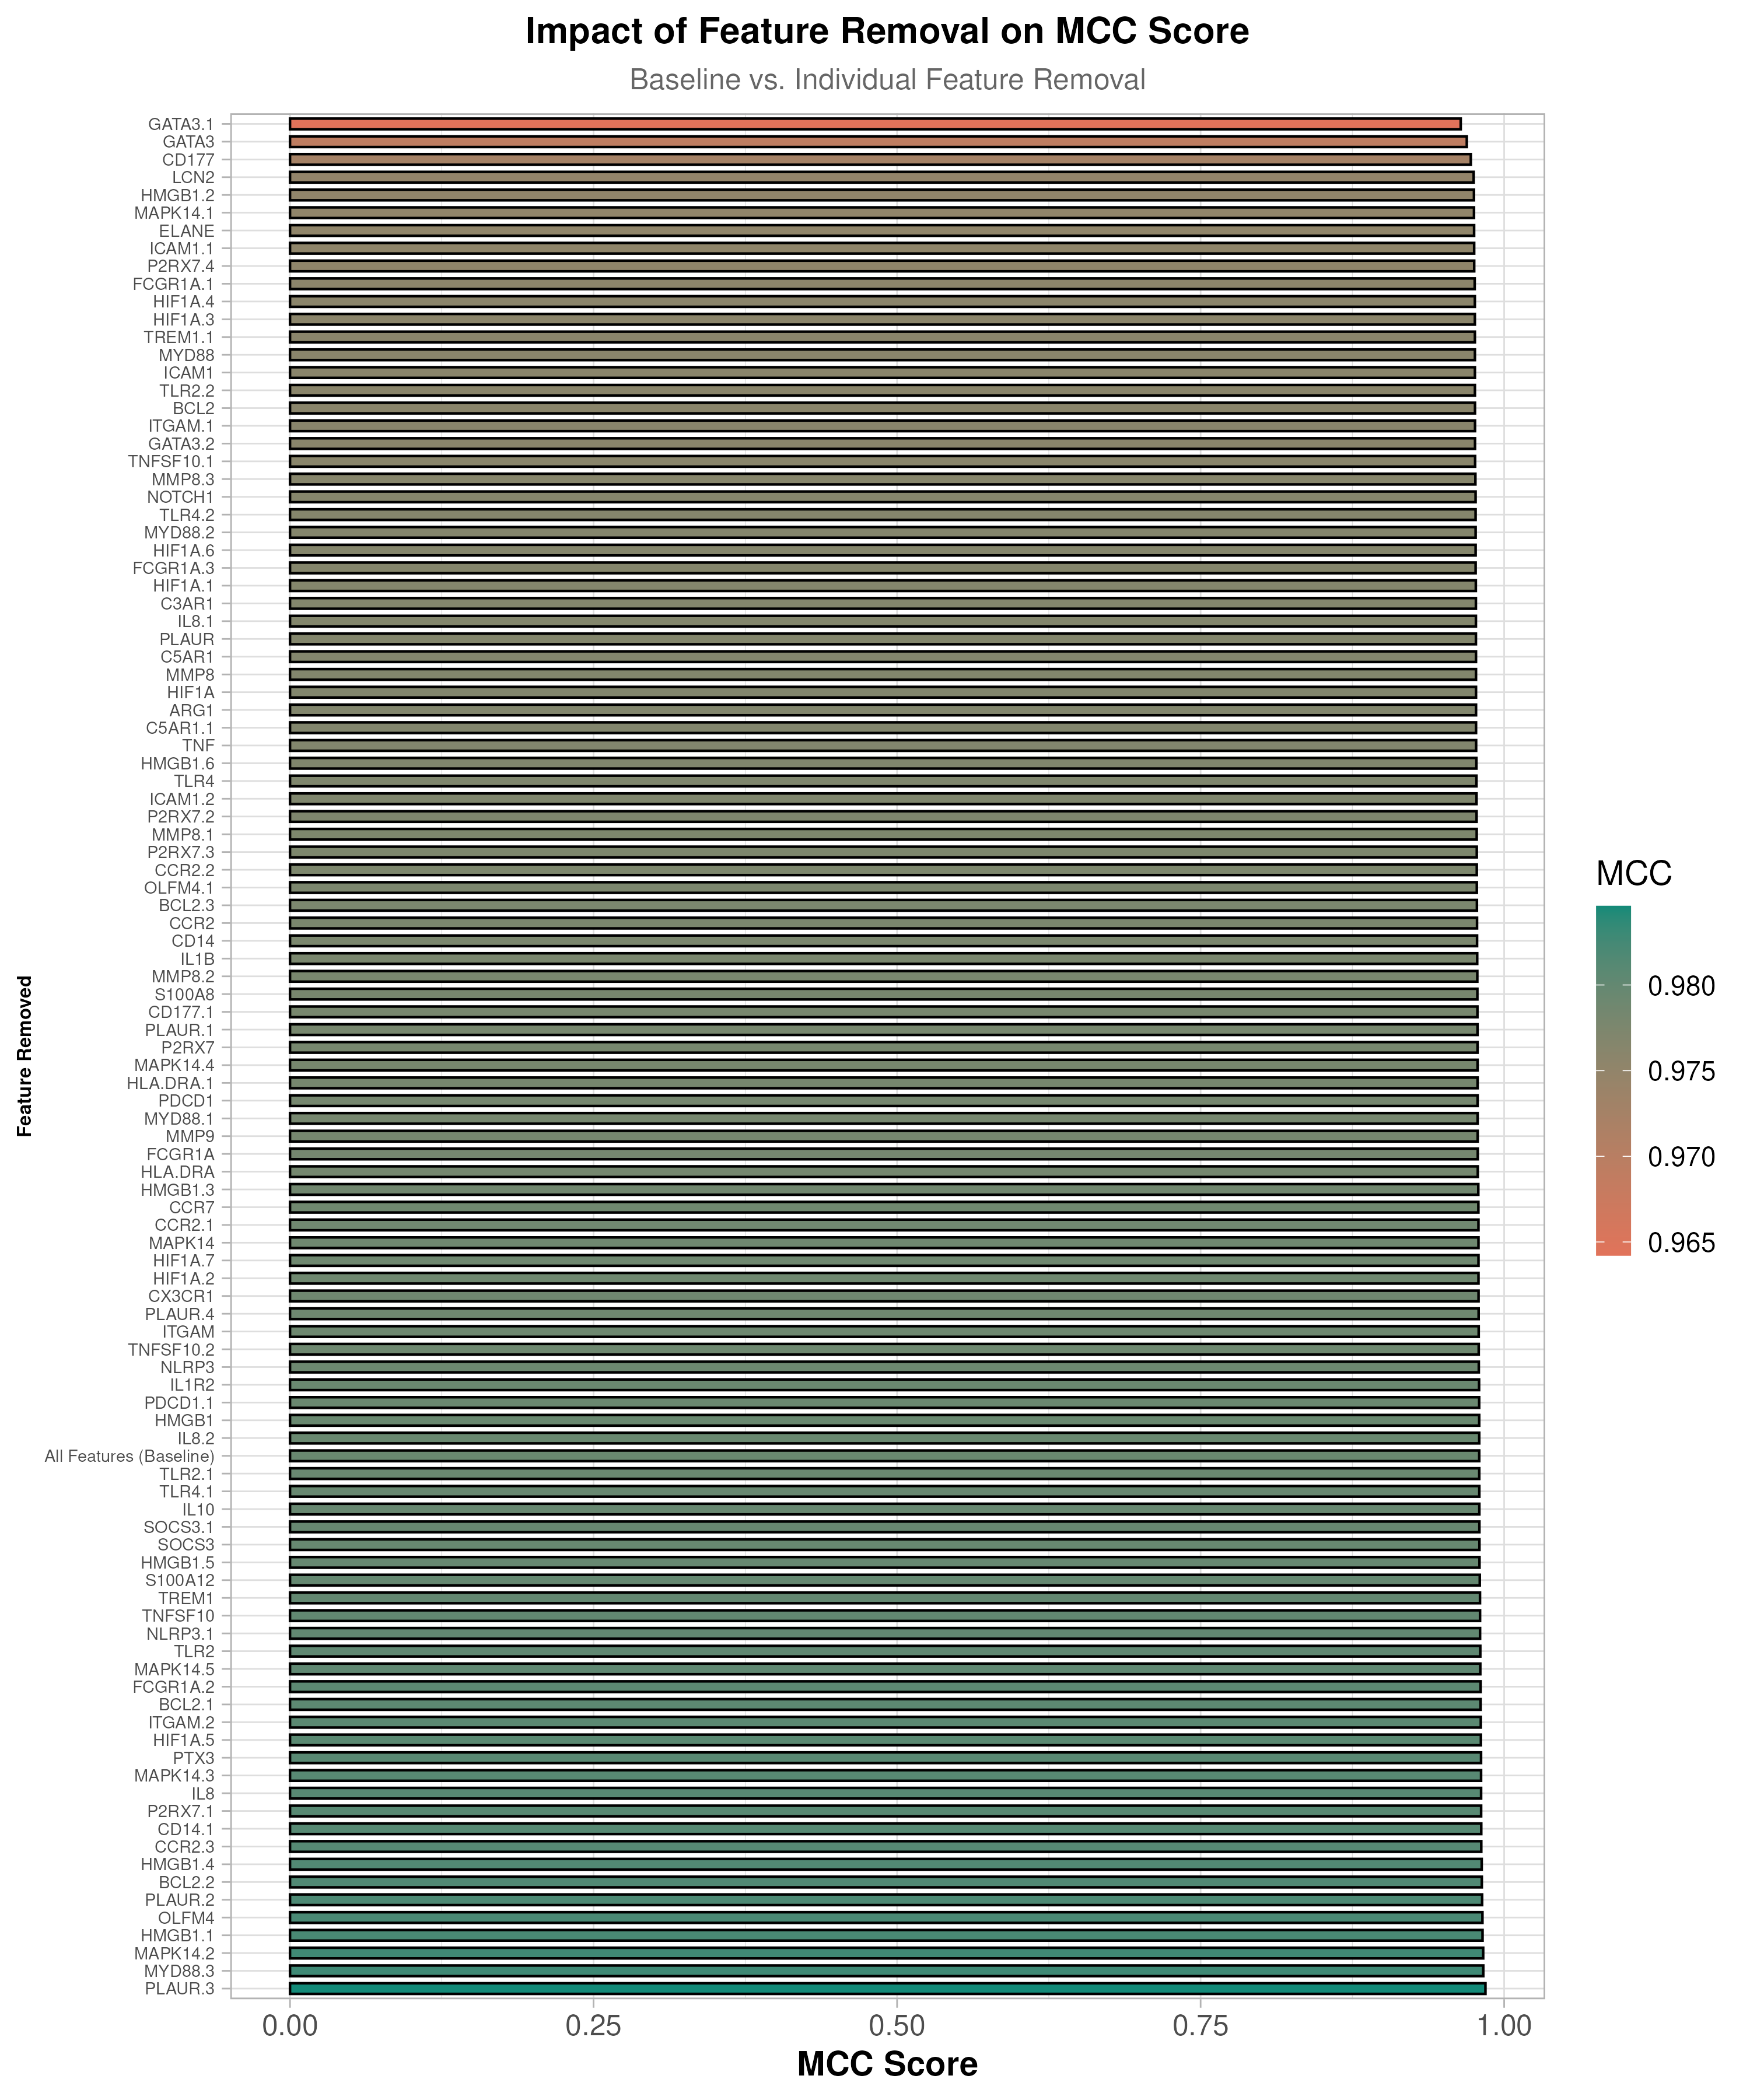 Impact of Feature Removal on MCC Score
Baseline vs. Individual Feature Removal
GATA3.1
GATA3
CD177
LCN2
HMGB1.2
MAPK14.1
ELANE
ICAM1.1
P2RX7.4
FCGR1A.1
HIF1A.4
HIF1A.3
TREM1.1
MYD88
ICAM1
TLR2.2
BCL2
ITGAM.1
GATA3.2
TNFSF10.1
MMP8.3
NOTCH1
TLR4.2
MYD88.2
HIF1A.6
FCGR1A.3
HIF1A.1
C3AR1
IL8.1
PLAUR
C5AR1
MMP8
HIF1A
ARG1
C5AR1.1
TNF
HMGB1.6
TLR4
ICAM1.2
P2RX7.2
MMP8.1
P2RX7.3
CCR2.2
OLFM4.1
BCL2.3
CCR2
CD14
IL1B
MMP8.2
S100A8
CD177.1
PLAUR.1
P2RX7
MAPK14.4
HLA.DRA.1
PDCD1
MYD88.1
MMP9
FCGR1A
HLA.DRA
HMGB1.3
CCR7
CCR2.1
MAPK14
HIF1A.7
HIF1A.2
CX3CR1
PLAUR.4
ITGAM
TNFSF10.2
NLRP3
IL1R2
PDCD1.1
HMGB1
IL8.2
All Features (Baseline)
TLR2.1
TLR4.1
IL10
SOCS3.1
SOCS3
HMGB1.5
S100A12
TREM1
TNFSF10
NLRP3.1
TLR2
MAPK14.5
FCGR1A.2
BCL2.1
ITGAM.2
HIF1A.5
PTX3
MAPK14.3
IL8
P2RX7.1
CD14.1
CCR2.3
HMGB1.4
BCL2.2
PLAUR.2
OLFM4
HMGB1.1
MAPK14.2
MYD88.3
PLAUR.3
0.00 0.25 0.50 0.75 1.00
MCC Score
Feature Removed
MCC
0.980
0.975
0.970
0.965